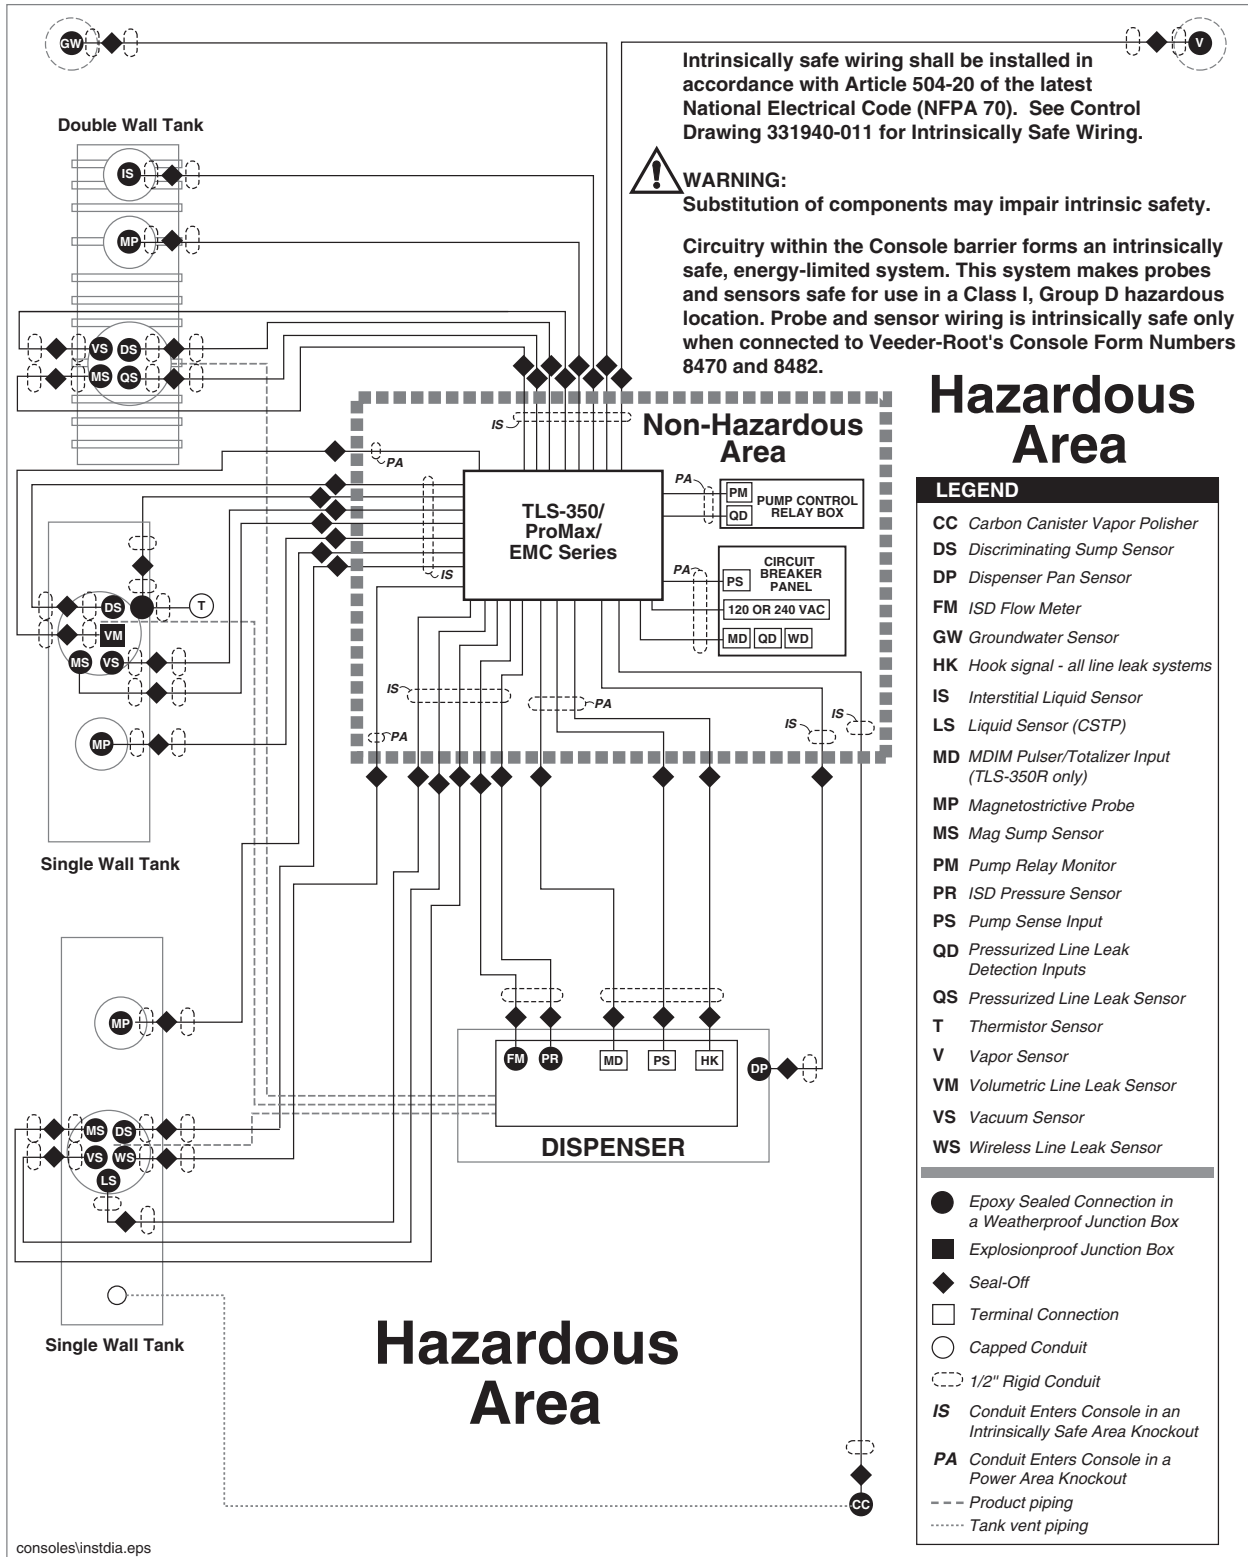 GW
V
Intrinsically safe wiring shall be installed in
accordance with Article 504-20 of the latest
National Electrical Code (NFPA 70). See Control
Drawing 331940-011 for Intrinsically Safe Wiring.
WARNING:
Substitution of components may impair intrinsic safety.
Circuitry within the Console barrier forms an intrinsically
safe, energy-limited system. This system makes probes
and sensors safe for use in a Class I, Group D hazardous
location. Probe and sensor wiring is intrinsically safe only
when connected to Veeder-Root's Console Form Numbers
8470 and 8482.
Double Wall Tank
IS
MP
VS DS
MS QS
Hazardous
Area
Non-Hazardous
Area
IS
PA
IS
TLS-350/
ProMax/
EMC Series
PA
PM
QD
PUMP CONTROL
RELAY BOX
PA
CIRCUIT
BREAKER
PANEL
PS
120 OR 240 VAC
MD QD WD
IS
PA
PA
IS
IS
DS
T
VM
MS VS
MP
Single Wall Tank
MP
MS DS
VS WS
LS
Single Wall Tank
FM PR MD PS HK
DP
DISPENSER
Hazardous
Area
CC
LEGEND
CC Carbon Canister Vapor Polisher
DS Discriminating Sump Sensor
DP Dispenser Pan Sensor
FM ISD Flow Meter
GW Groundwater Sensor
HK Hook signal - all line leak systems
IS Interstitial Liquid Sensor
LS Liquid Sensor (CSTP)
MD MDIM Pulser/Totalizer Input
(TLS-350R only)
MP Magnetostrictive Probe
MS Mag Sump Sensor
PM Pump Relay Monitor
PR ISD Pressure Sensor
PS Pump Sense Input
QD Pressurized Line Leak
Detection Inputs
QS Pressurized Line Leak Sensor
T Thermistor Sensor
V Vapor Sensor
VM Volumetric Line Leak Sensor
VS Vacuum Sensor
WS Wireless Line Leak Sensor
Epoxy Sealed Connection in
a Weatherproof Junction Box
Explosionproof Junction Box
Seal-Off
Terminal Connection
Capped Conduit
1/2" Rigid Conduit
IS Conduit Enters Console in an
Intrinsically Safe Area Knockout
PA Conduit Enters Console in a
Power Area Knockout
Product piping
Tank vent piping
consoles\instdia.eps